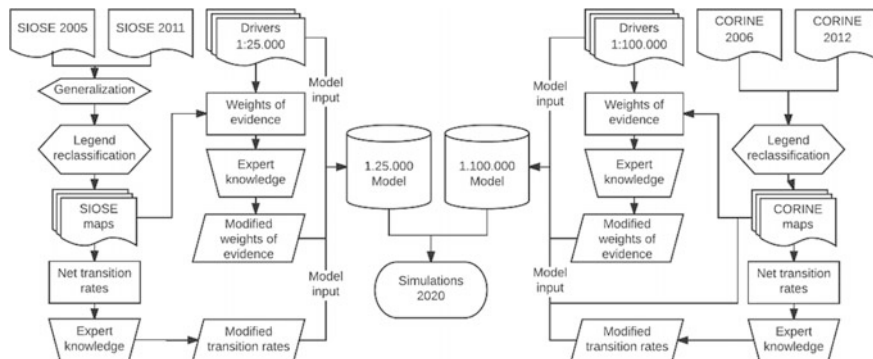 SIOSE 2005
SIOSE 2011
Drivers
1:25.000
Drivers
1:100.000
CORINE
2006
CORINE
2012
Generalization
Model
input
Model
input
Weights of
evidence
Weights of
evidence
Legend
reclassification
Expert
knowledge
1.25.000
Model
1.100.000
Model
Expert
knowledge
Legend
reclassification
SIOSE
maps
Modified
weights of
evidence
Modified
weights of
evidence
CORINE
maps
Net transition
rates
Model
input
Simulations
2020
Model
input
Net transition
rates
Expert
knowledge
Modified
transition rates
Modified
transition rates
Expert
knowledge